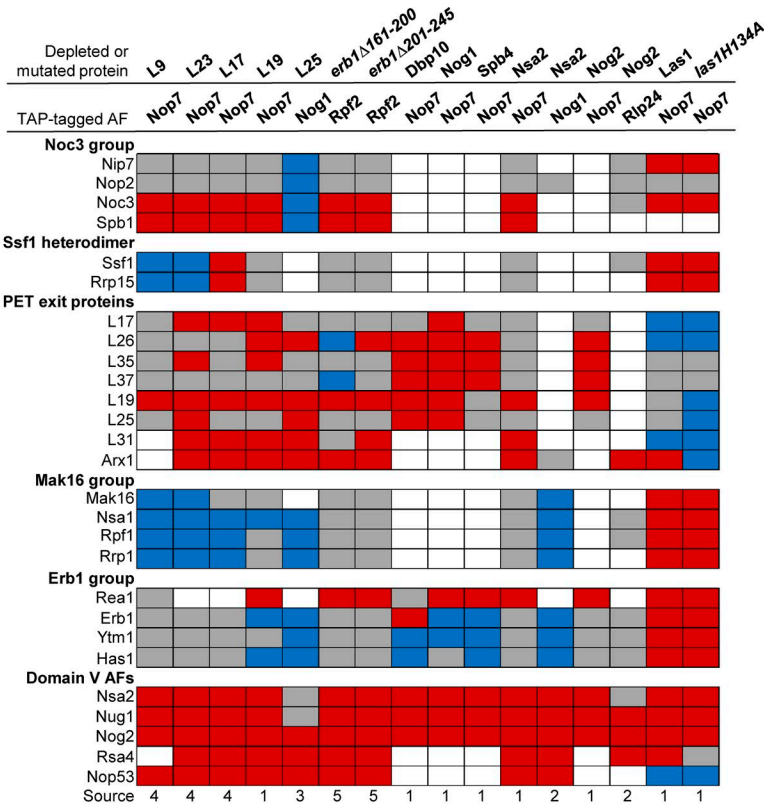 Depleted or
mutated protein
L9 L23 L17 L19 L25 erb1Δ161-200 erb1Δ201-245 Dbp10 Nog1 Spb4 Nsa2 Nsa2 Nog2 Nog2 Las1 las1H134A
TAP-tagged AF Nop7 Nop7 Nop7 Nop7 Nog1 Rpf2 Rpf2 Nop7 Nop7 Nop7 Nop7 Nog1 Nop7 Rlp24 Nop7 Nop7
Noc3 group
Nip7
Nop2
Noc3
Spb1
Ssf1 heterodimer
Ssf1
Rrp15
PET exit proteins
L17
L26
L35
L37
L19
L25
L31
Arx1
Mak16 group
Mak16
Nsa1
Rpf1
Rrp1
Erb1 group
Rea1
Erb1
Ytm1
Has1
Domain V AFs
Nsa2
Nug1
Nog2
Rsa4
Nop53
Source 4 4 4 1 3 5 5 1 1 1 1 2 1 2 1 1